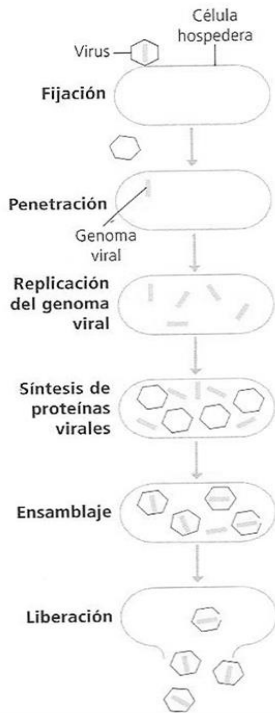 Célula
hospedera
Virus
Fijación
Penetración
Genoma
viral
Replicación
del genoma
viral
Síntesis de
proteínas
virales
Ensamblaje
Liberación